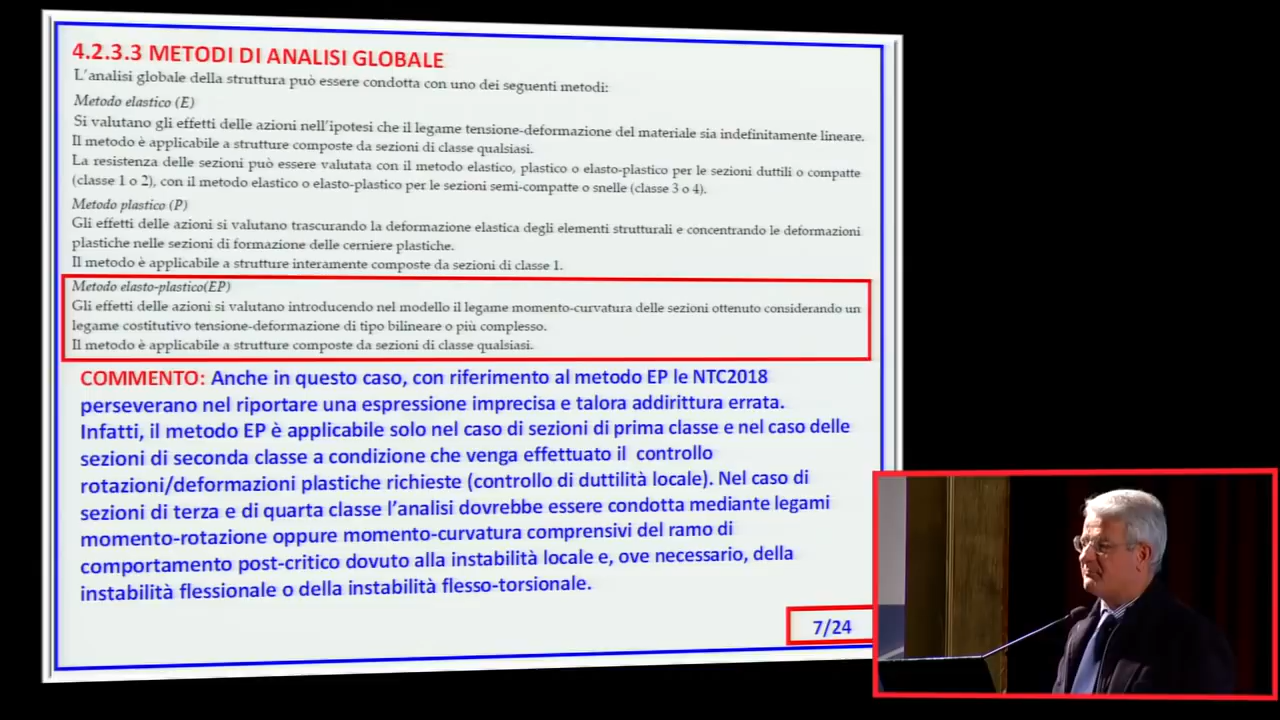 4.2.3.3 METODI DI ANALISI GLOBALE
L'analisi globale della struttura può essere condotta con uno dei seguenti metodi:
Metodo elastico (E)
Si valutano gli effetti delle azioni nell'ipotesi che il legame tensione-deformazione del materiale sia indefinitamente lineare.
Il metodo è applicabile a strutture composte da sezioni di classe qualsiasi.
La resistenza delle sezioni può essere valutata con il metodo elastico, plastico o elasto-plastico per le sezioni duttili o compatte
(classe 1 o 2), con il metodo elastico o elasto-plastico per le sezioni semi-compatte o snelle (classe 3 o 4).
Metodo plastico (P)
Gli effetti delle azioni si valutano trascurando la deformazione elastica degli elementi strutturali e concentrando le deformazioni
plastiche nelle sezioni di formazione delle cerniere plastiche.
Il metodo è applicabile a strutture interamente composte da sezioni di classe 1.
Metodo elasto-plastico(EP)
Gli effetti delle azioni si valutano introducendo nel modello il legame momento-curvatura delle sezioni ottenuto considerando un
legame costitutivo tensione-deformazione di tipo bilineare o più complesso.
Il metodo è applicabile a strutture composte da sezioni di classe qualsiasi.
COMMENTO: Anche in questo caso, con riferimento al metodo EP le NTC2018
perseverano nel riportare una espressione imprecisa e talora addirittura errata.
Infatti, il metodo EP è applicabile solo nel caso di sezioni di prima classe e nel caso delle
sezioni di seconda classe a condizione che venga effettuato il controllo
rotazioni/deformazioni plastiche richieste (controllo di duttilità locale). Nel caso di
sezioni di terza e di quarta classe l'analisi dovrebbe essere condotta mediante legami
momento-rotazione oppure momento-curvatura comprensivi del ramo di
comportamento post-critico dovuto alla instabilità locale e, ove necessario, della
instabilità flessionale o della instabilità flesso-torsionale.
7/24